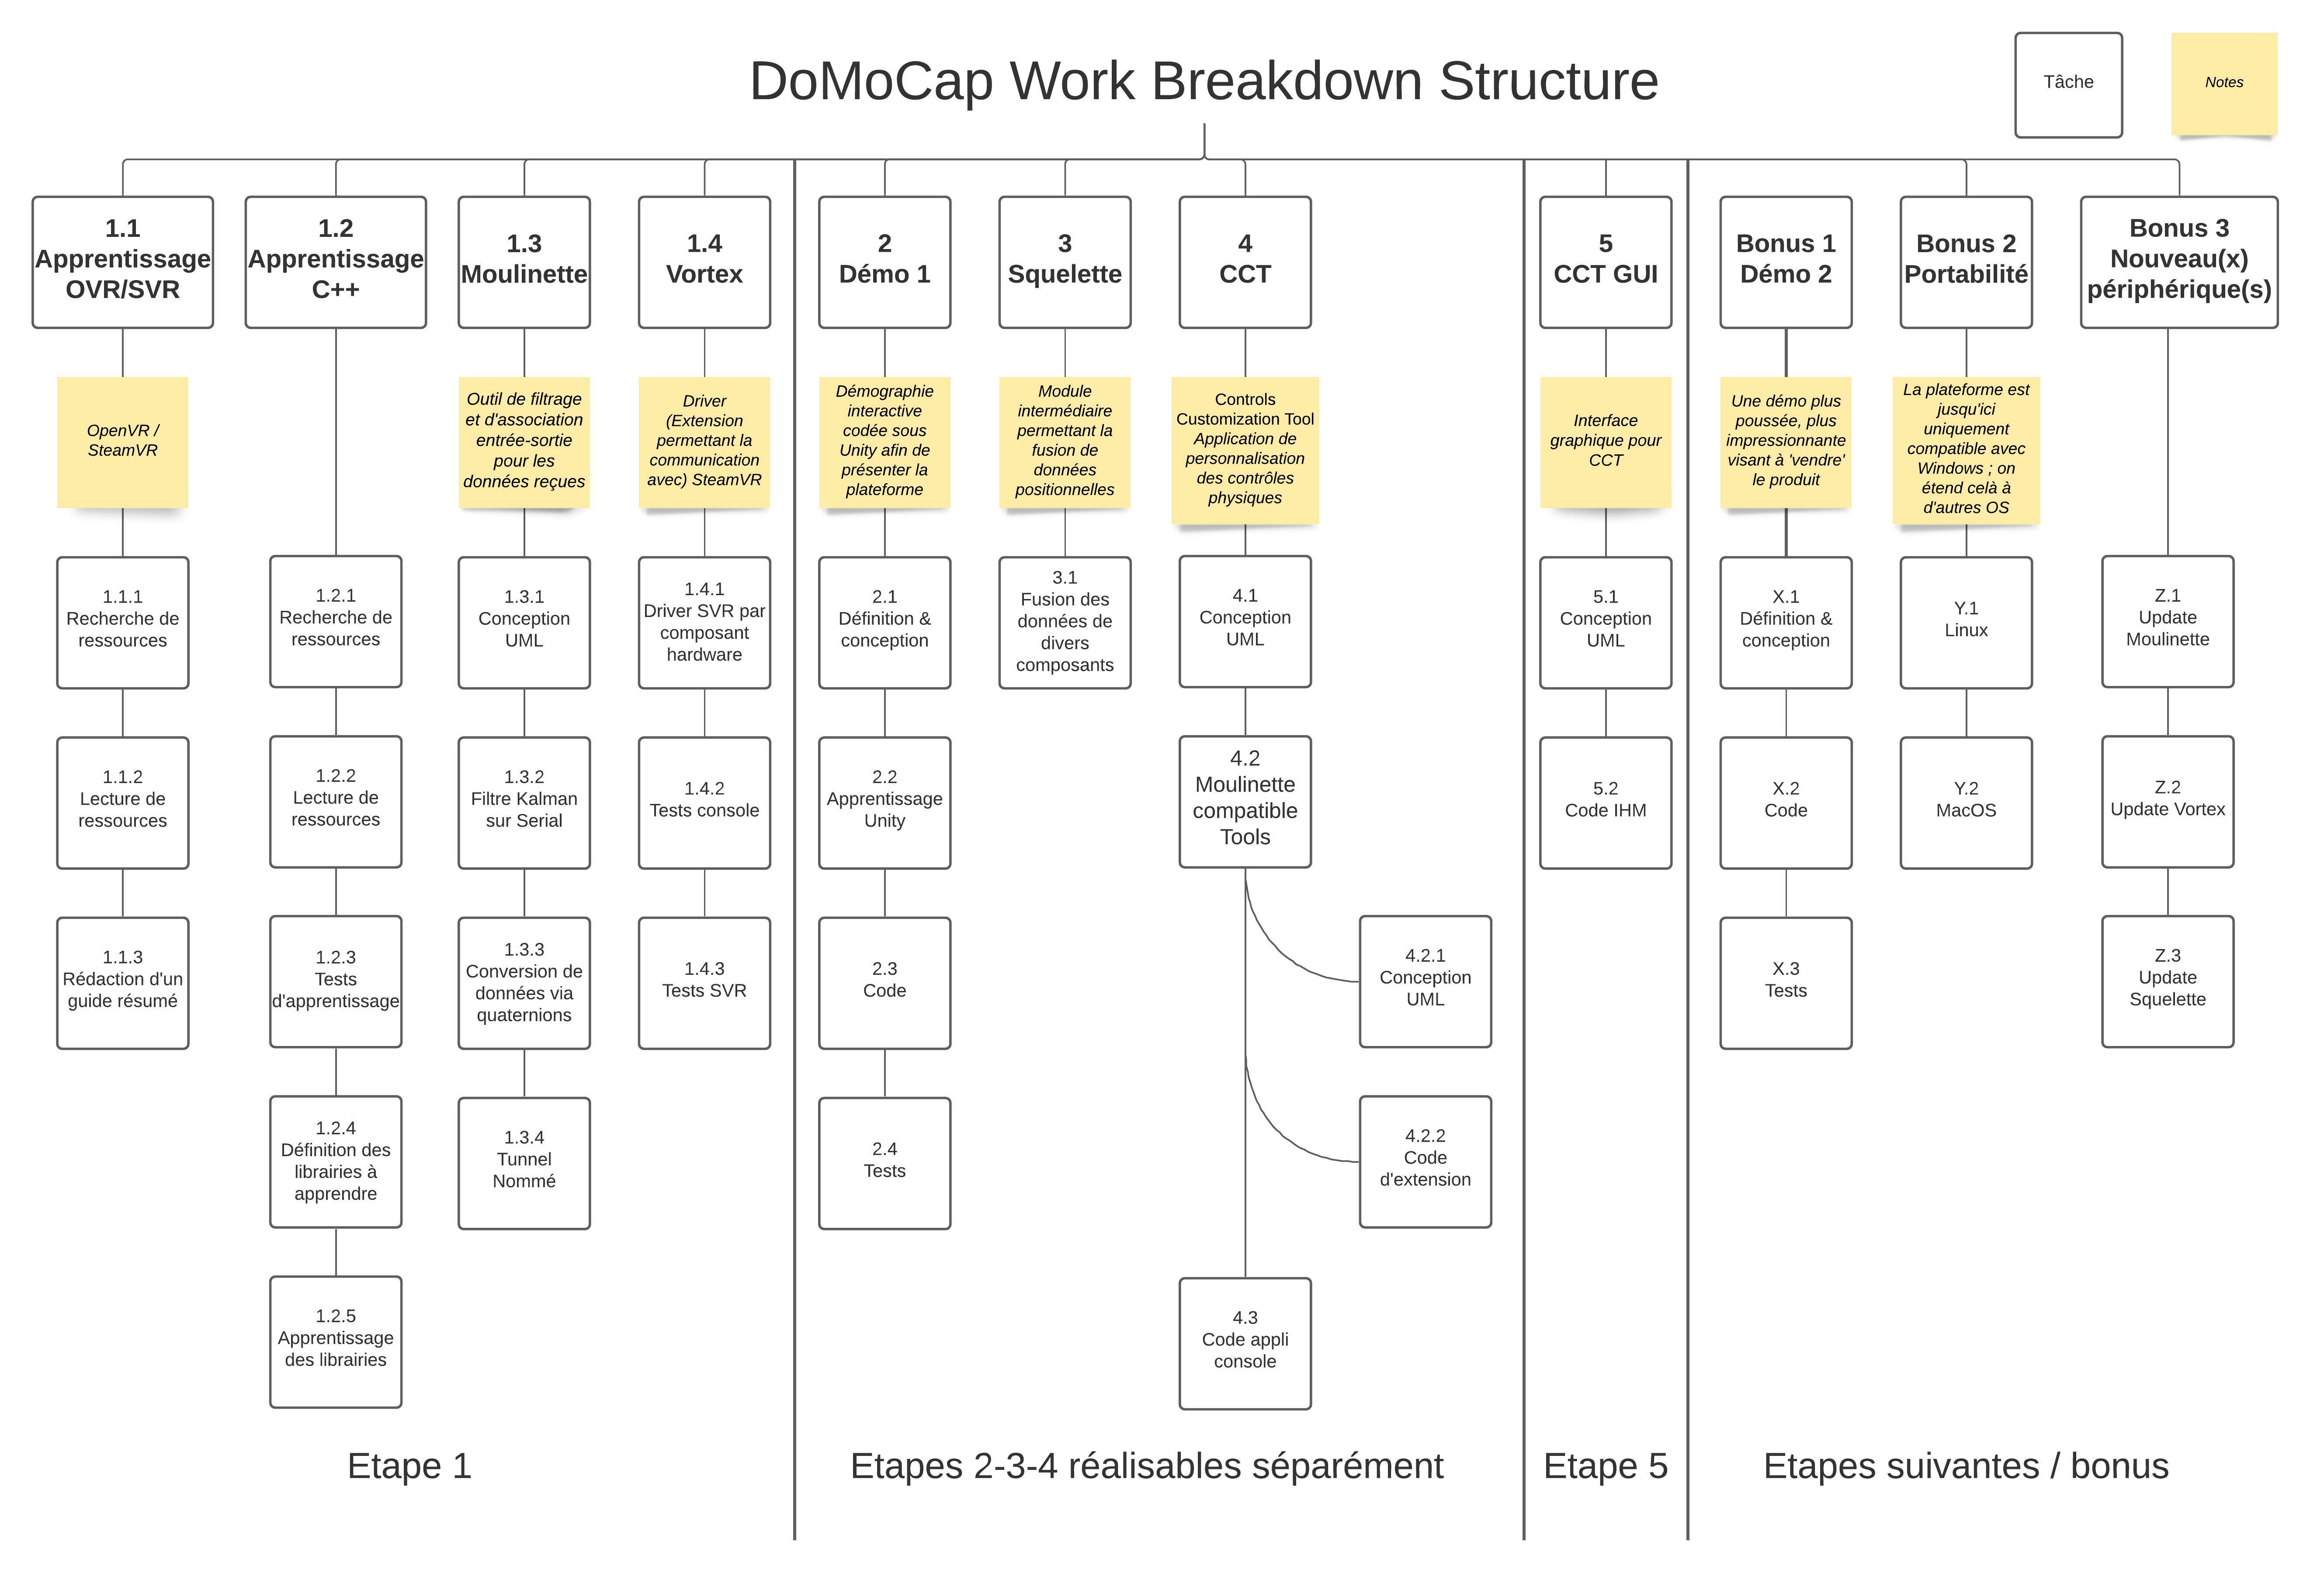 DoMoCap Work Breakdown Structure
Tâche
Notes
1.1
Apprentissage
OVR/SVR
1.2
Apprentissage
C++
1.3
Moulinette
1.4
Vortex
2
Démo 1
3
Squelette
4
CCT
5
CCT GUI
Bonus 1
Démo 2
Bonus 2
Portabilité
Bonus 3
Nouveau(x)
périphérique(s)
OpenVR /
SteamVR
Outil de filtrage
et d'association
entrée-sortie
pour les
données reçues
Driver
(Extension
permettant la
communication
avec) SteamVR
Démographie
interactive
codée sous
Unity afin de
présenter la
plateforme
Module
intermédiaire
permettant la
fusion de
données
positionnelles
Controls
Customization Tool
Application de
personnalisation
des contrôles
physiques
Interface
graphique pour
CCT
Une démo plus
poussée, plus
impressionnante
visant à 'vendre'
le produit
La plateforme est
jusqu'ici
uniquement
compatible avec
Windows ; on
étend celà à
d'autres OS
1.1.1
Recherche de
ressources
1.2.1
Recherche de
ressources
1.3.1
Conception
UML
1.4.1
Driver SVR par
composant
hardware
2.1
Définition &
conception
3.1
Fusion des
données de
divers
composants
4.1
Conception
UML
5.1
Conception
UML
X.1
Définition &
conception
Y.1
Linux
Z.1
Update
Moulinette
1.1.2
Lecture de
ressources
1.2.2
Lecture de
ressources
1.3.2
Filtre Kalman
sur Serial
1.4.2
Tests console
2.2
Apprentissage
Unity
4.2
Moulinette
compatible
Tools
5.2
Code IHM
X.2
Code
Y.2
MacOS
Z.2
Update Vortex
1.1.3
Rédaction d'un
guide résumé
1.2.3
Tests
d'apprentissage
1.3.3
Conversion de
données via
quaternions
1.4.3
Tests SVR
2.3
Code
4.2.1
Conception
UML
X.3
Tests
Z.3
Update
Squelette
1.2.4
Définition des
librairies à
apprendre
1.3.4
Tunnel
Nommé
2.4
Tests
4.2.2
Code
d'extension
1.2.5
Apprentissage
des librairies
4.3
Code appli
console
Etape 1
Etapes 2-3-4 réalisables séparément
Etape 5
Etapes suivantes / bonus